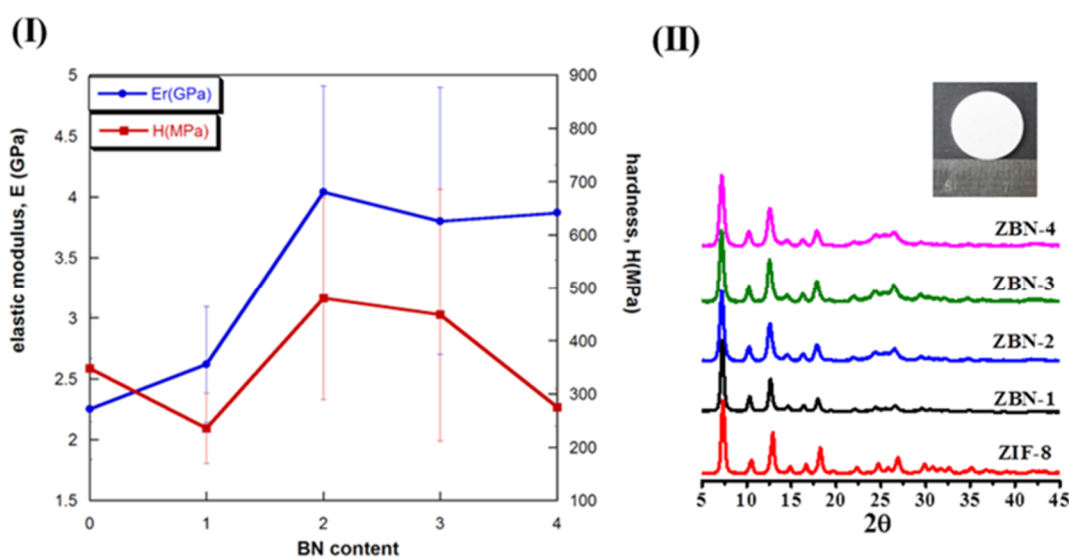 (I)
(II)
Er(GPa)
H(MPa)
5
4.5
4
3.5
3
2.5
2
1.5
elastic modulus, E (GPa)
900
800
700
600
500
400
300
200
100
hardness, H(MPa)
0 1 2 3 4
BN content
ZBN-4
ZBN-3
ZBN-2
ZBN-1
ZIF-8
5 10 15 20 25 30 35 40 45
2θ